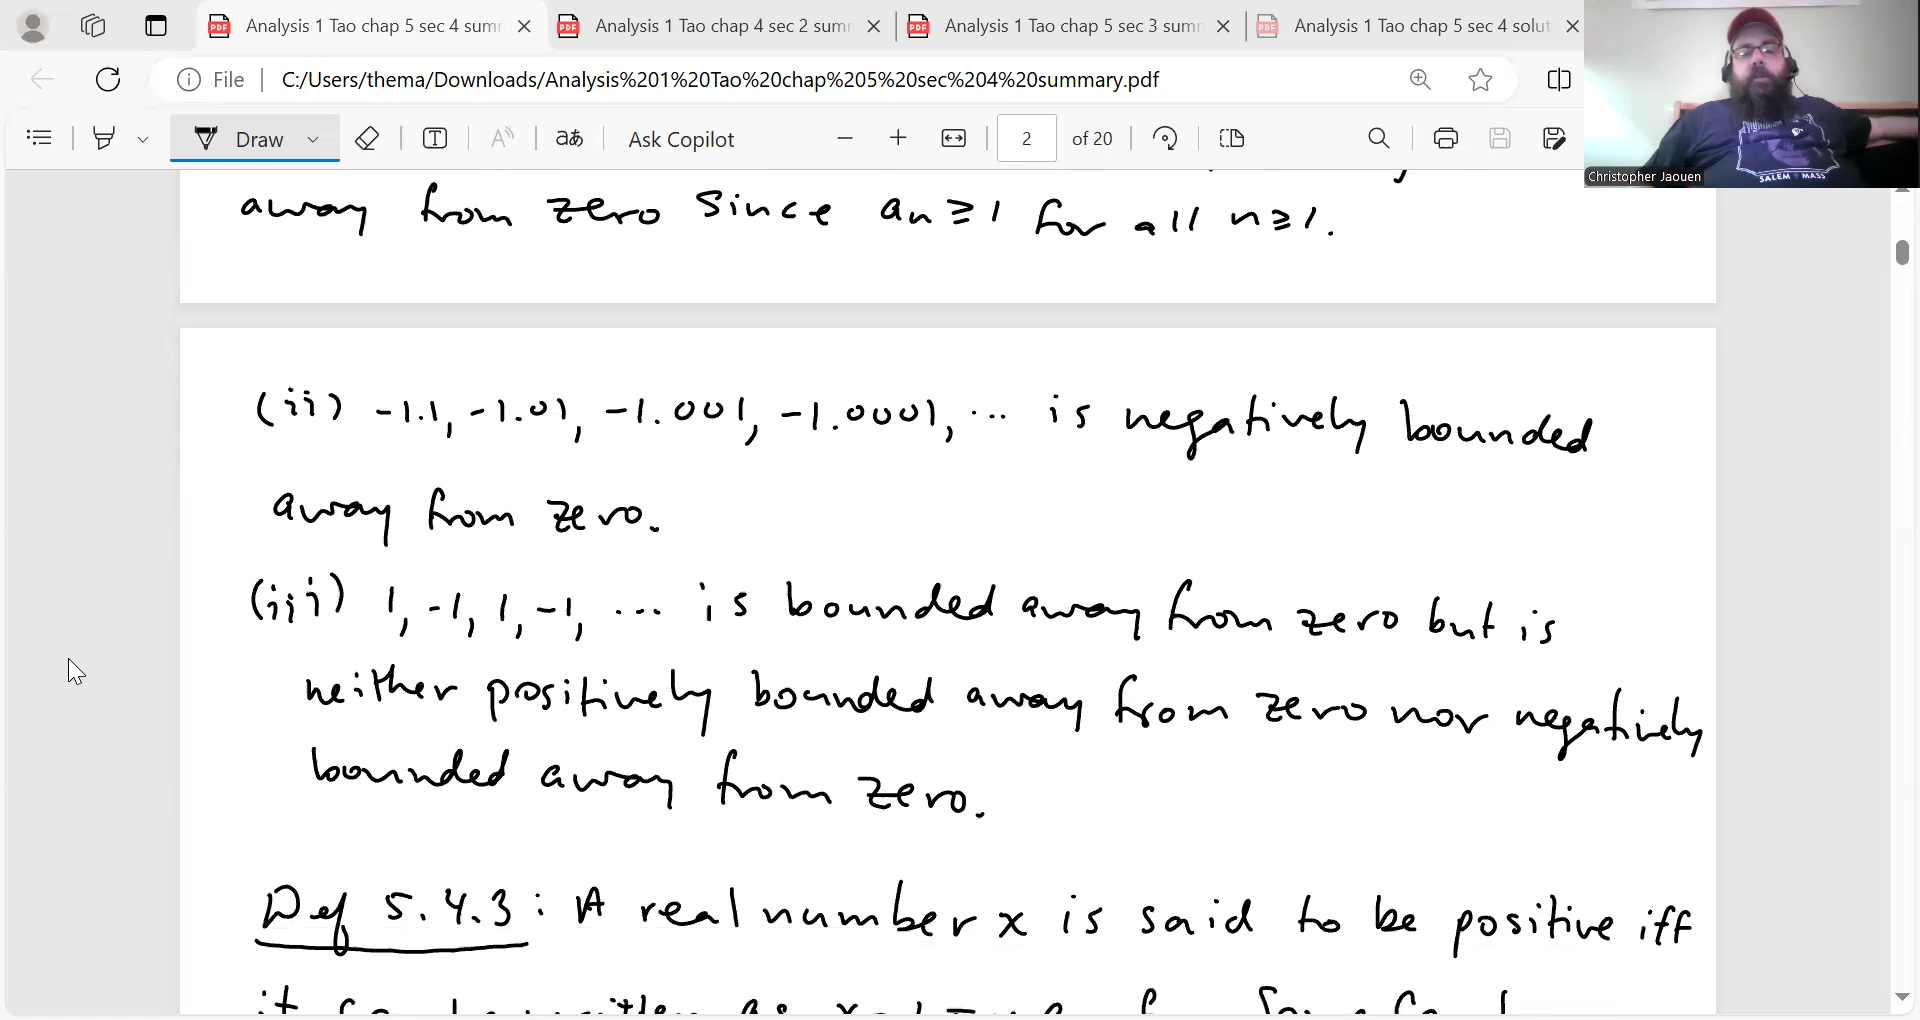 Analysis 1 Tao chap 5 sec 4 sum
Analysis 1 Tao chap 4 sec 2 sum
Analysis 1 Tao chap 5 sec 3 sum
Analysis 1 Tao chap 5 sec 4 solut
File
C:/Users/thema/Downloads/Analysis%201%20Tao%20chap%205%20sec%204%20summary.pdf
Draw
Ask Copilot
2 of 20
Christopher Jaouen
SALEM MASS
away from zero since an ≥ 1 for all n ≥ 1.
(ii) -1.1, -1.01, -1.001, -1.0001, ... is negatively bounded
away from zero.
(iii) 1, -1, 1, -1, ... is bounded away from zero but is
neither positively bounded away from zero nor negatively
bounded away from zero.
Def 5.4.3: A real number x is said to be positive iff